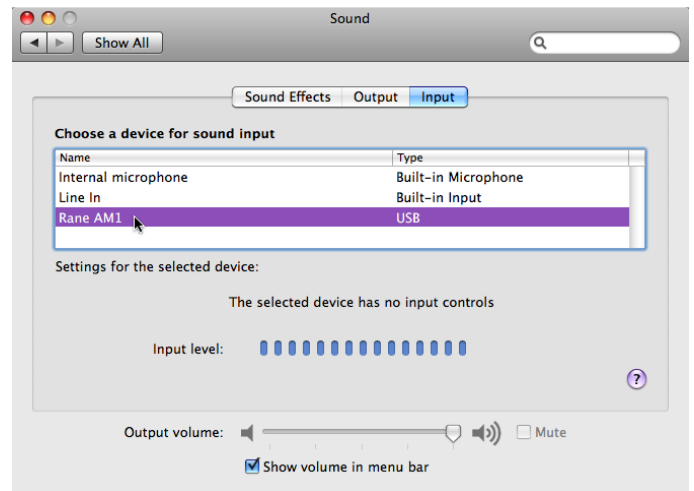 Sound
Show All
Sound Effects Output Input
Choose a device for sound input
Name Type
Internal microphone Built-in Microphone
Line In Built-in Input
Rane AM1 USB
Settings for the selected device:
The selected device has no input controls
Input level:
?
Output volume: Mute
Show volume in menu bar